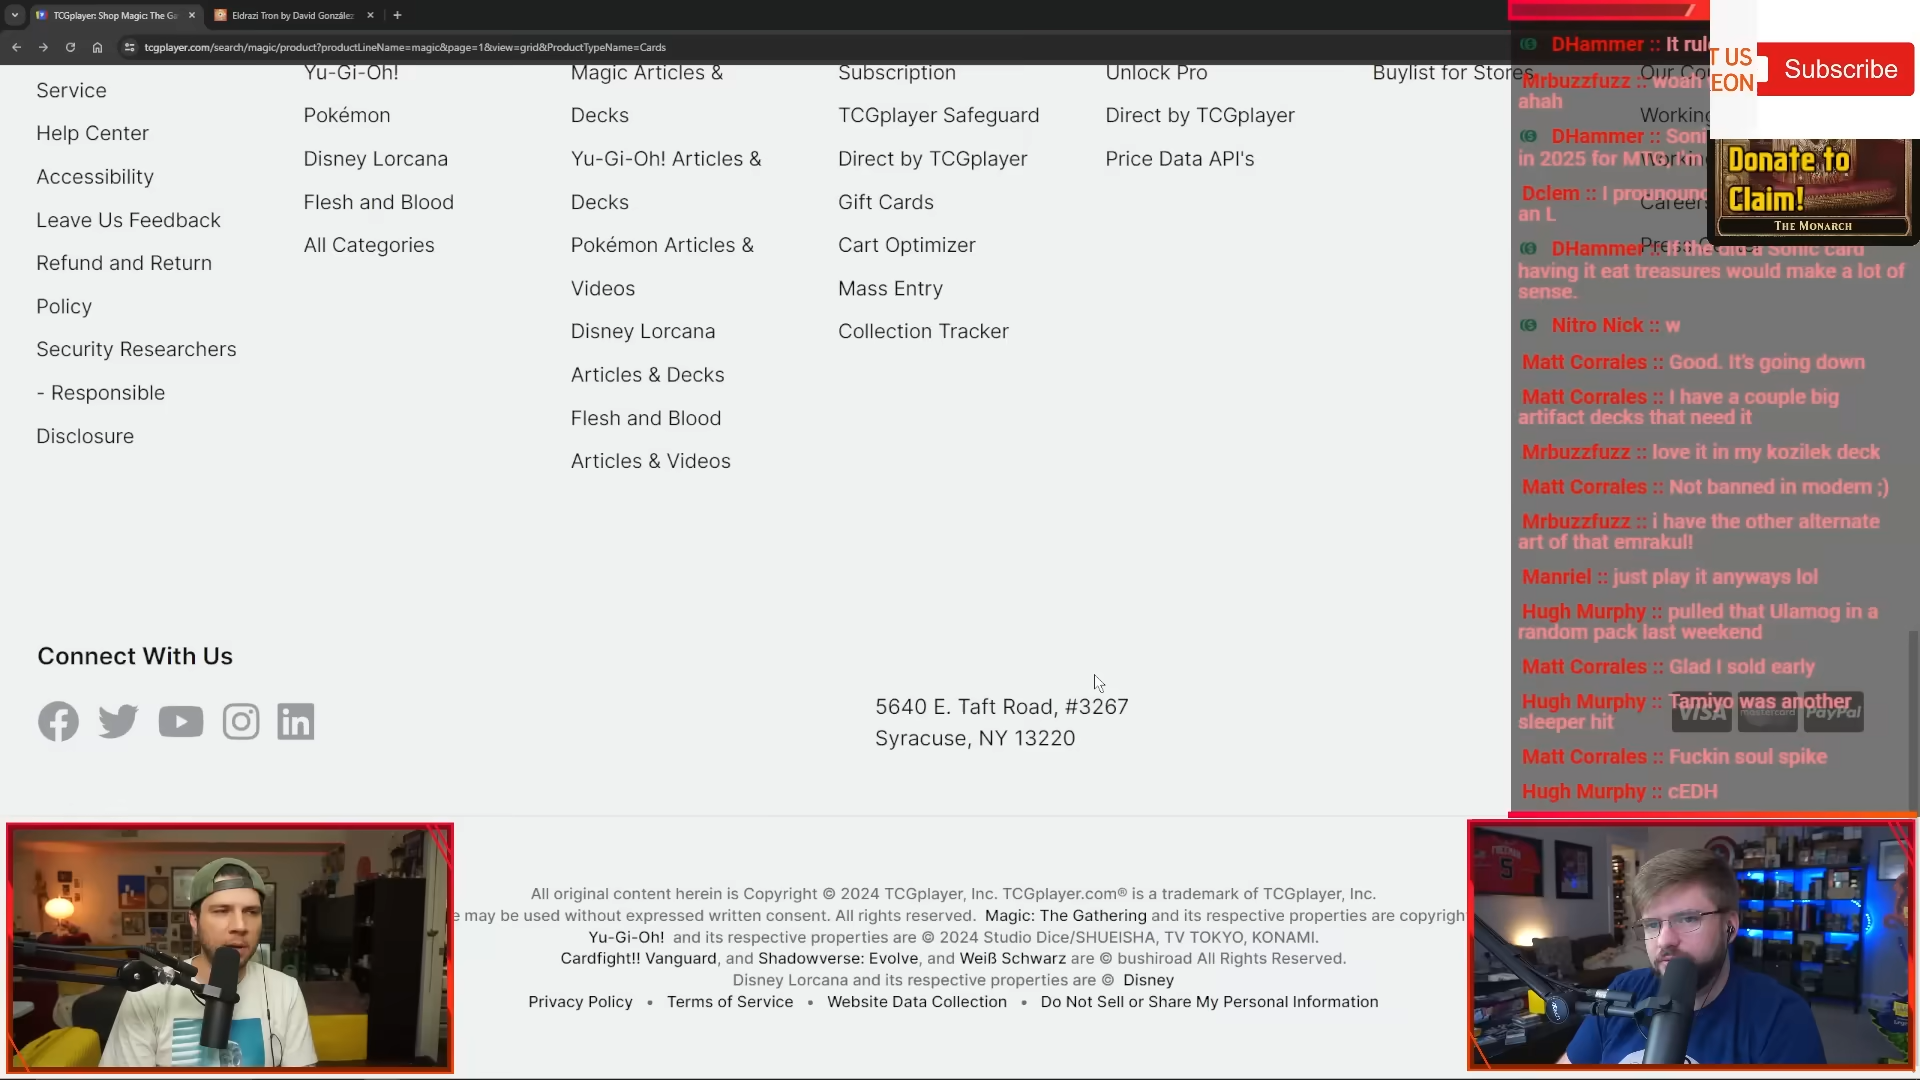 TCGplayer: Shop Magic: The Ga
Eldrazi Tron by David González
tcgplayer.com/search/magic/product?productLineName=magic&page=1&view=grid&ProductTypeName=Cards
Service
Help Center
Accessibility
Leave Us Feedback
Refund and Return
Policy
Security Researchers
- Responsible
Disclosure
Yu-Gi-Oh!
Pokémon
Disney Lorcana
Flesh and Blood
All Categories
Magic Articles &
Decks
Yu-Gi-Oh! Articles &
Decks
Pokémon Articles &
Videos
Disney Lorcana
Articles & Decks
Flesh and Blood
Articles & Videos
Subscription
TCGplayer Safeguard
Direct by TCGplayer
Gift Cards
Cart Optimizer
Mass Entry
Collection Tracker
Unlock Pro
Direct by TCGplayer
Price Data API's
Buylist for Stores
Our Co
Working
Workin
Careers
Press C
DHammer :: It rul
Mrbuzzfuzz :: woah
ahah
DHammer :: Soni
in 2025 for MTG, I'm
Dclem :: I prounounc
an L
DHammer :: If the did a Sonic card
having it eat treasures would make a lot of
sense.
Nitro Nick :: w
Matt Corrales :: Good. It's going down
Matt Corrales :: I have a couple big
artifact decks that need it
Mrbuzzfuzz :: love it in my kozilek deck
Matt Corrales :: Not banned in modern ;)
Mrbuzzfuzz :: i have the other alternate
art of that emrakul!
Manriel :: just play it anyways lol
Hugh Murphy :: pulled that Ulamog in a
random pack last weekend
Matt Corrales :: Glad I sold early
Hugh Murphy :: Tamiyo was another
sleeper hit
Matt Corrales :: Fuckin soul spike
Hugh Murphy :: cEDH
VISA mastercard PayPal
T US
EON
Subscribe
Donate to
Claim!
THE MONARCH
Connect With Us
5640 E. Taft Road, #3267
Syracuse, NY 13220
All original content herein is Copyright © 2024 TCGplayer, Inc. TCGplayer.com® is a trademark of TCGplayer, Inc.
e may be used without expressed written consent. All rights reserved. Magic: The Gathering and its respective properties are copyrigh
Yu-Gi-Oh! and its respective properties are © 2024 Studio Dice/SHUEISHA, TV TOKYO, KONAMI.
Cardfight!! Vanguard, and Shadowverse: Evolve, and Weiß Schwarz are © bushiroad All Rights Reserved.
Disney Lorcana and its respective properties are © Disney
Privacy Policy • Terms of Service • Website Data Collection • Do Not Sell or Share My Personal Information
FREEMAN
5